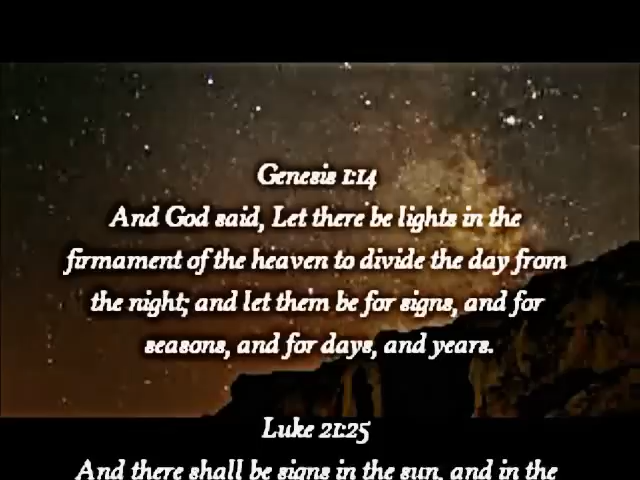 Genesis 1:14
And God said, Let there be lights in the
firmament of the heaven to divide the day from
the night; and let them be for signs, and for
seasons, and for days, and years.
Luke 21:25
And there shall be signs in the sun, and in the